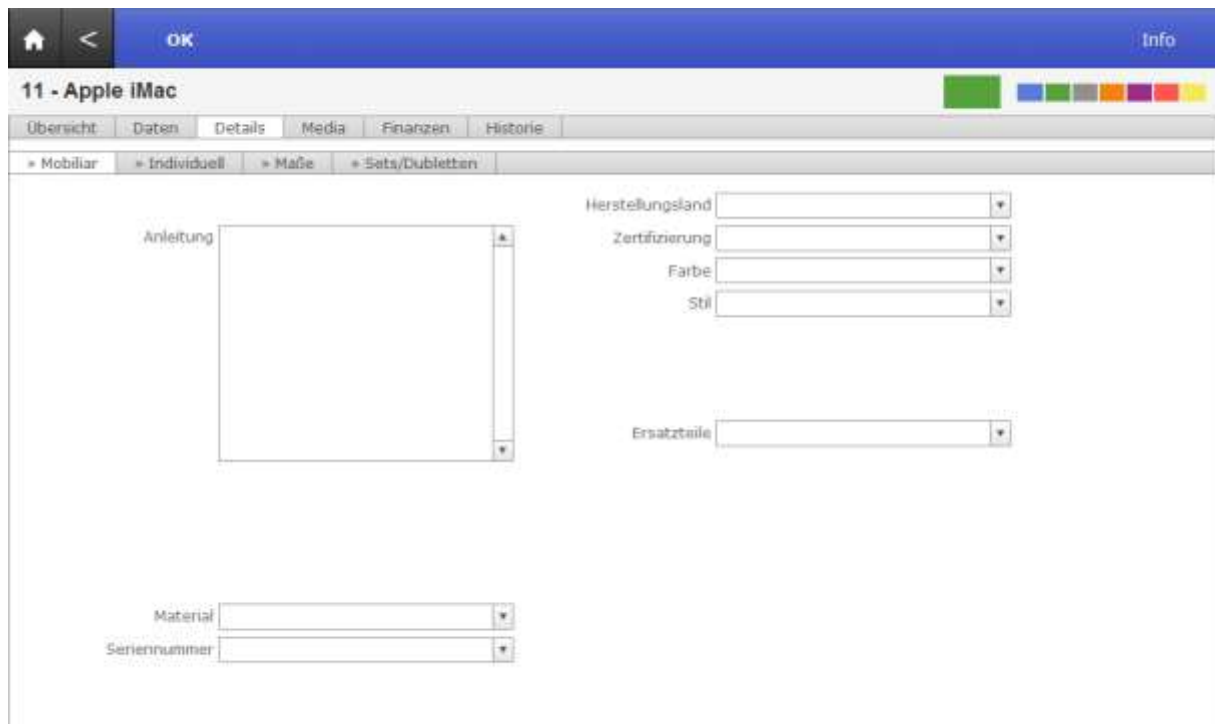 <
OK
Info
11 - Apple iMac
Übersicht Daten Details Media Finanzen Historie
» Mobiliar » Individuell » Maße » Sets/Dubletten
Herstellungsland
Anleitung
Zertifizierung
Farbe
Stil
Ersatzteile
Material
Seriennummer